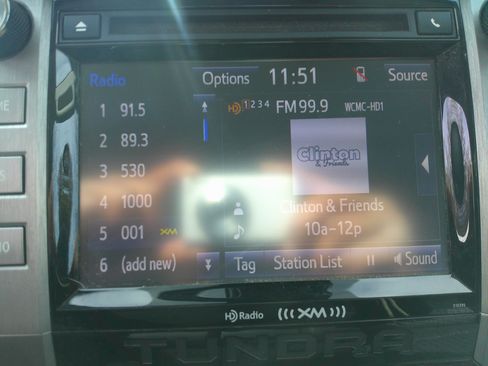 Radio Options 11:51 Source
1 91.5
2 89.3
3 530
4 1000
5 001 XM
6 (add new)
HD 1 2 3 4 FM 99.9 WCMC-HD1
Clinton
& Friends
Clinton & Friends
10a-12p
Tag Station List Sound
HD Radio ((( XM )))
TUNDRA